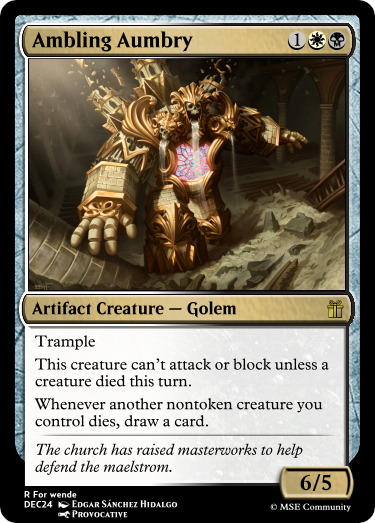 Ambling Aumbry 1
Artifact Creature — Golem
Trample
This creature can't attack or block unless a
creature died this turn.
Whenever another nontoken creature you
control dies, draw a card.
The church has raised masterworks to help
defend the maelstrom.
6/5
R For wende
DEC24 Edgar Sánchez Hidalgo
Provocative
© MSE Community